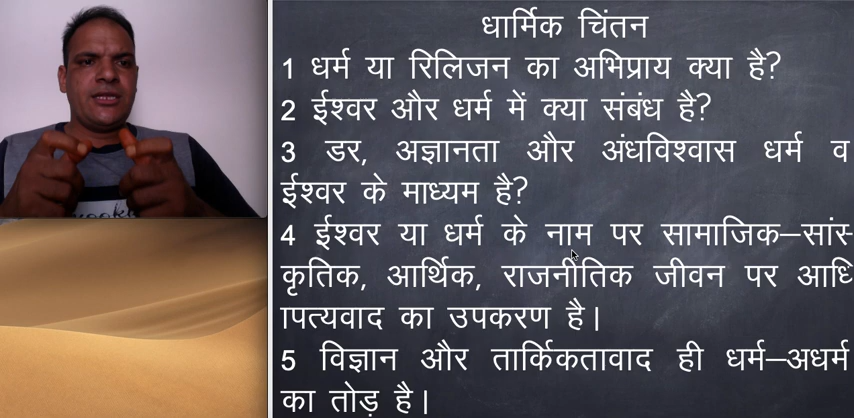 धार्मिक चिंतन
1 धर्म या रिलिजन का अभिप्राय क्या है?
2 ईश्वर और धर्म में क्या संबंध है?
3 डर, अज्ञानता और अंधविश्वास धर्म व
ईश्वर के माध्यम है?
4 ईश्वर या धर्म के नाम पर सामाजिक–सांस-
कृतिक, आर्थिक, राजनीतिक जीवन पर आधि
ापत्यवाद का उपकरण है।
5 विज्ञान और तार्किकतावाद ही धर्म–अधर्म
का तोड़ है।